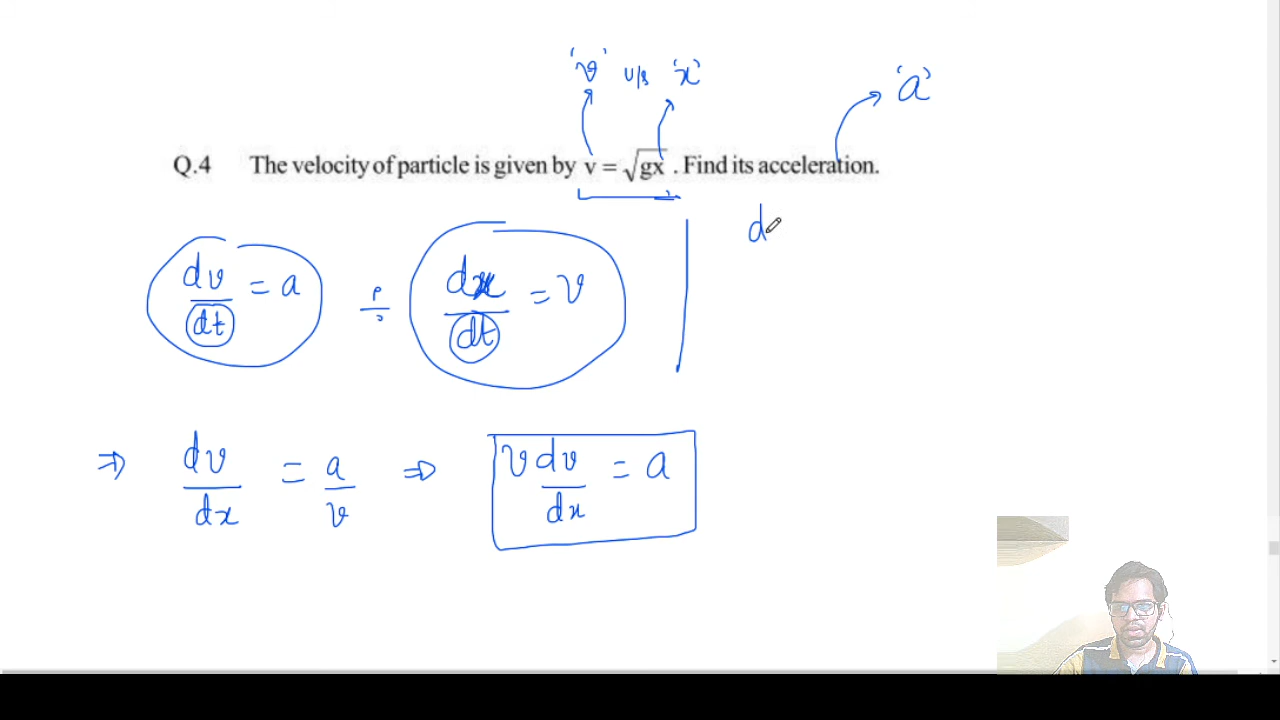 'v' v/s 'x' 'a'
Q.4 The velocity of particle is given by v = √gx . Find its acceleration.
dv/dt = a ÷ dx/dt = v d
⇒ dv/dx = a/v ⇒ v dv/dx = a